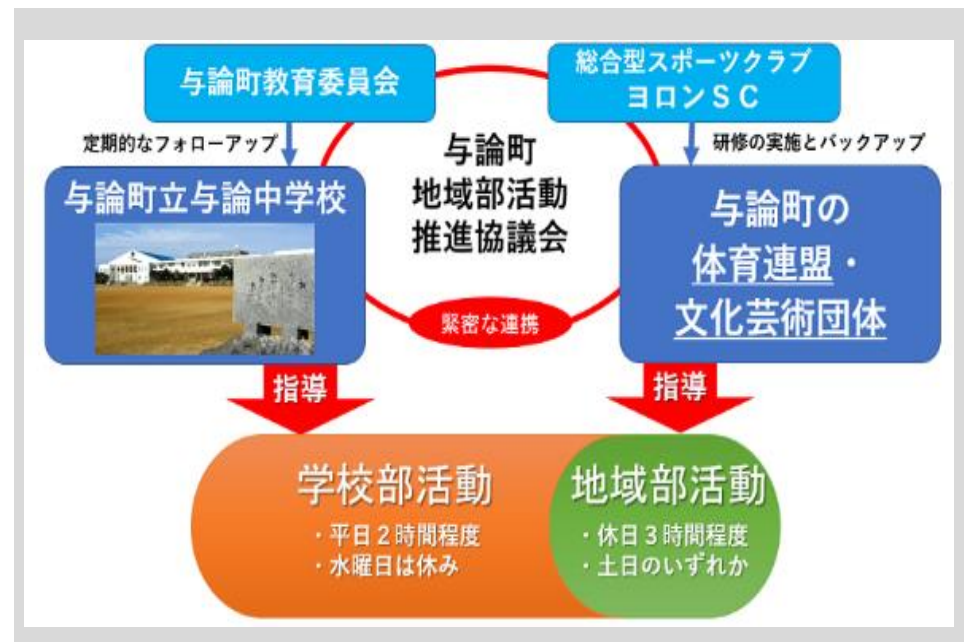 与論町教育委員会
総合型スポーツクラブ
ヨロンSC
定期的なフォローアップ
研修の実施とバックアップ
与論町
地域部活動
推進協議会
与論町立与論中学校
与論町の
体育連盟・
文化芸術団体
緊密な連携
指導
指導
学校部活動
・平日2時間程度
・水曜日は休み
地域部活動
・休日3時間程度
・土日のいずれか